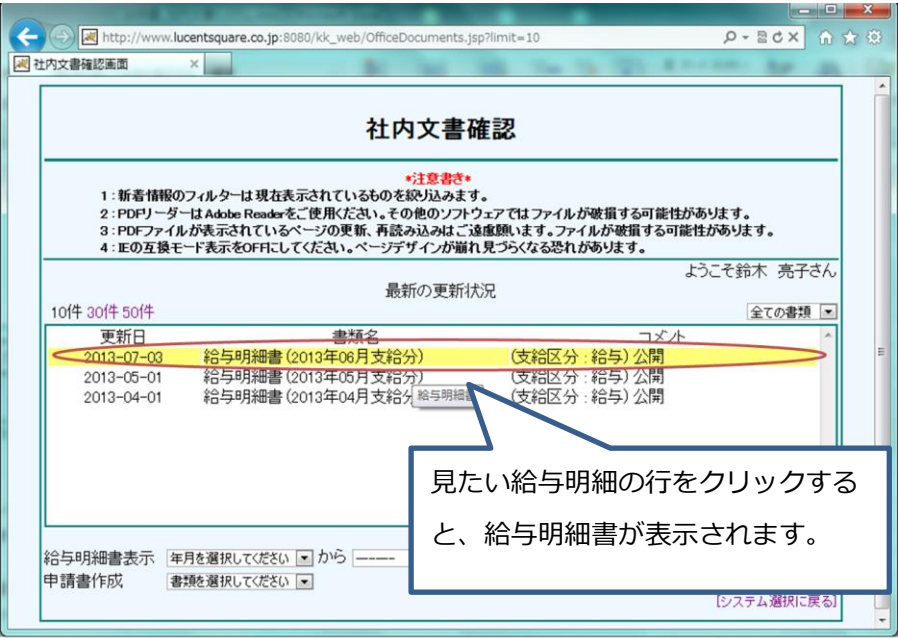 http://www.lucentsquare.co.jp:8080/kk_web/OfficeDocuments.jsp?limit=10
社内文書確認画面
社内文書確認
*注意書き*
1：新着情報のフィルターは現在表示されているものを絞り込みます。
2：PDFリーダーはAdobe Readerをご使用ください。その他のソフトウェアではファイルが破損する可能性があります。
3：PDFファイルが表示されているページの更新、再読み込みはご遠慮願います。ファイルが破損する可能性があります。
4：IEの互換モード表示をOFFにしてください。ページデザインが崩れ見づらくなる恐れがあります。
ようこそ鈴木 亮子さん
最新の更新状況
10件 30件 50件 全ての書類
更新日 書類名 コメント
2013-07-03 給与明細書(2013年06月支給分) (支給区分：給与) 公開
2013-05-01 給与明細書(2013年05月支給分) (支給区分：給与) 公開
2013-04-01 給与明細書(2013年04月支給分 (支給区分：給与) 公開
給与明細書
見たい給与明細の行をクリックする
と、給与明細書が表示されます。
給与明細書表示 年月を選択してください から ------
申請書作成 書類を選択してください
[システム選択に戻る]